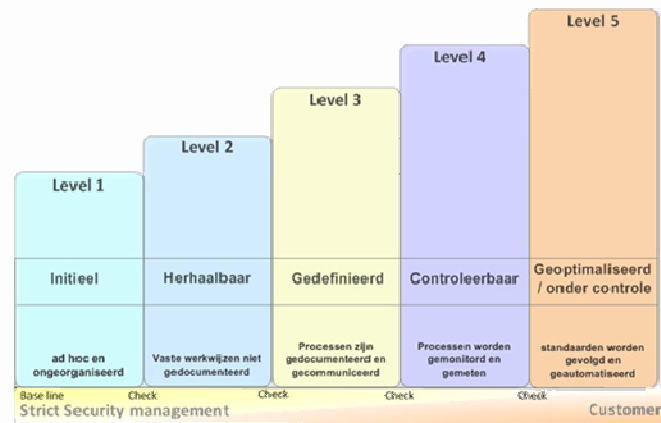 Level 1
Level 2
Level 3
Level 4
Level 5
Initieel
Herhaalbaar
Gedefinieerd
Controleerbaar
Geoptimaliseerd
/ onder controle
ad hoc en
ongeorganiseerd
Vaste werkwijzen niet
gedocumenteerd
Processen zijn
gedocumenteerd en
gecommuniceerd
Processen worden
gemonitord en
gemeten
standaarden worden
gevolgd en
geautomatiseerd
Base line
Check
Check
Check
Check
Strict Security management
Customer